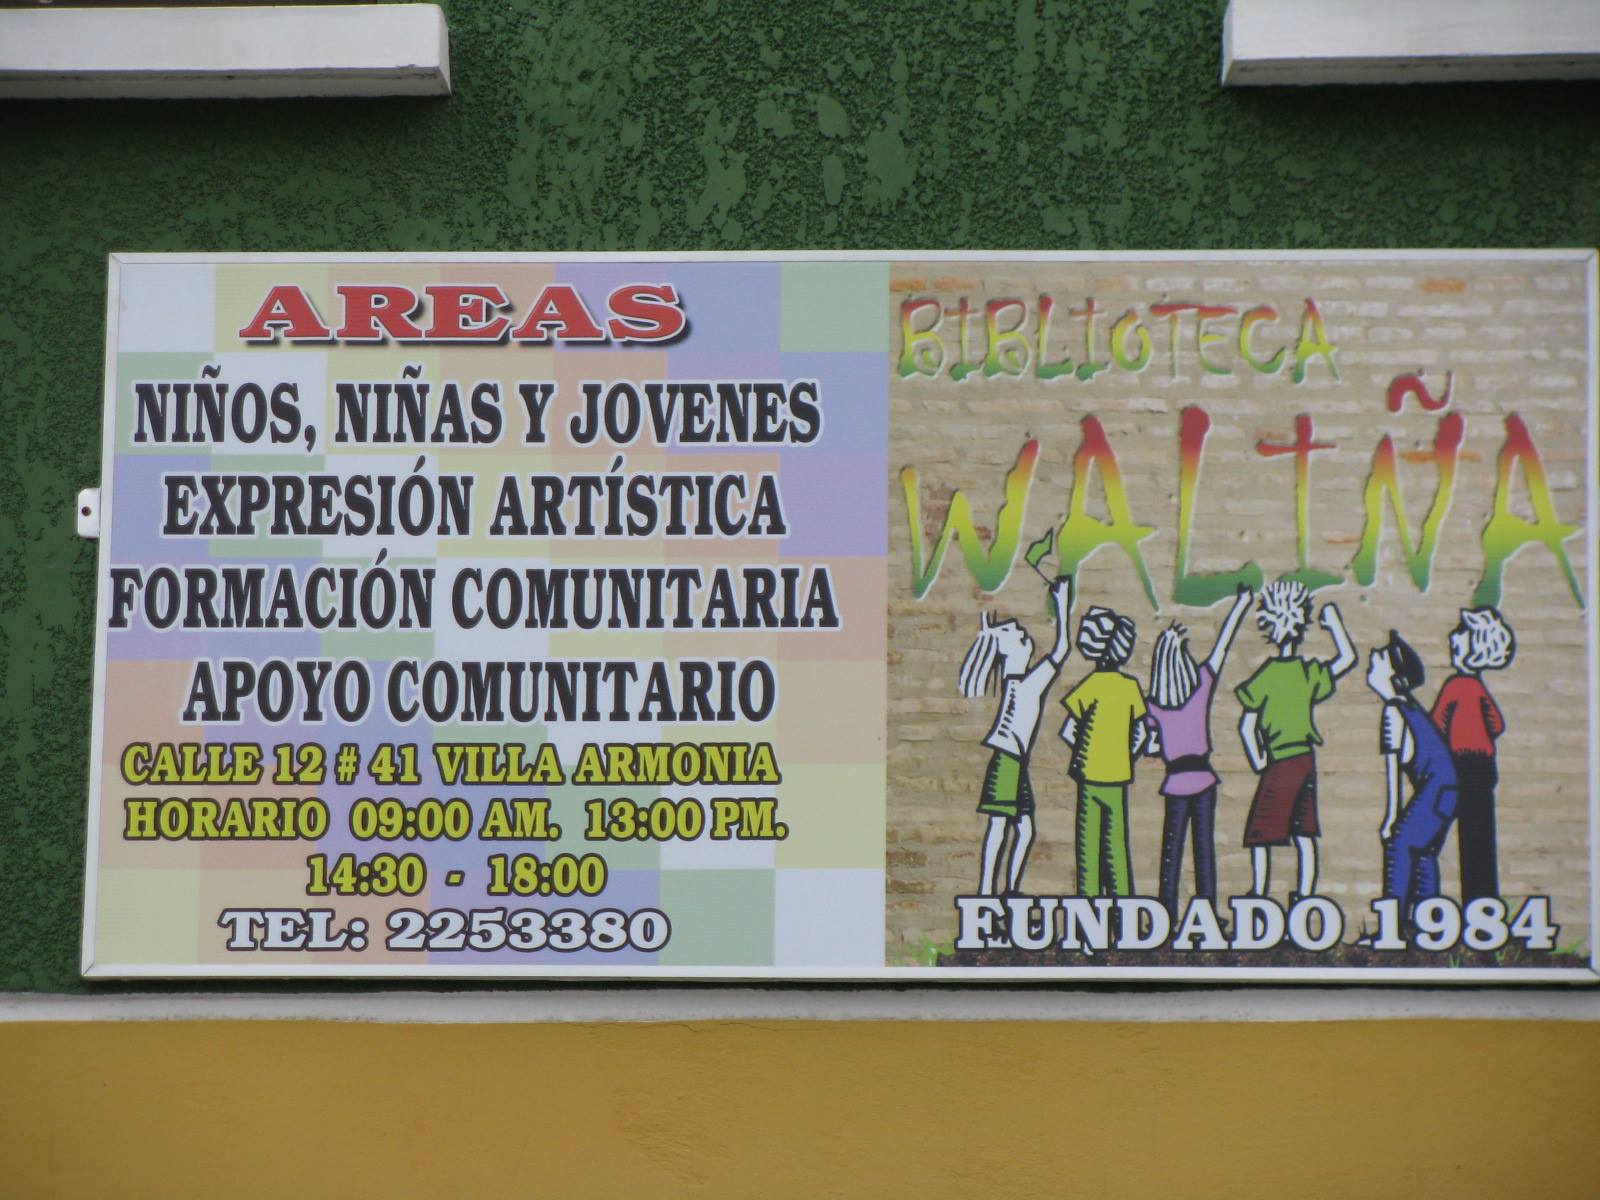 AREAS
NIÑOS, NIÑAS Y JOVENES
EXPRESIÓN ARTÍSTICA
FORMACIÓN COMUNITARIA
APOYO COMUNITARIO
CALLE 12 # 41 VILLA ARMONIA
HORARIO 09:00 AM. 13:00 PM.
14:30 - 18:00
TEL: 2253380
BIBLIOTECA
WALIÑA
FUNDADO 1984